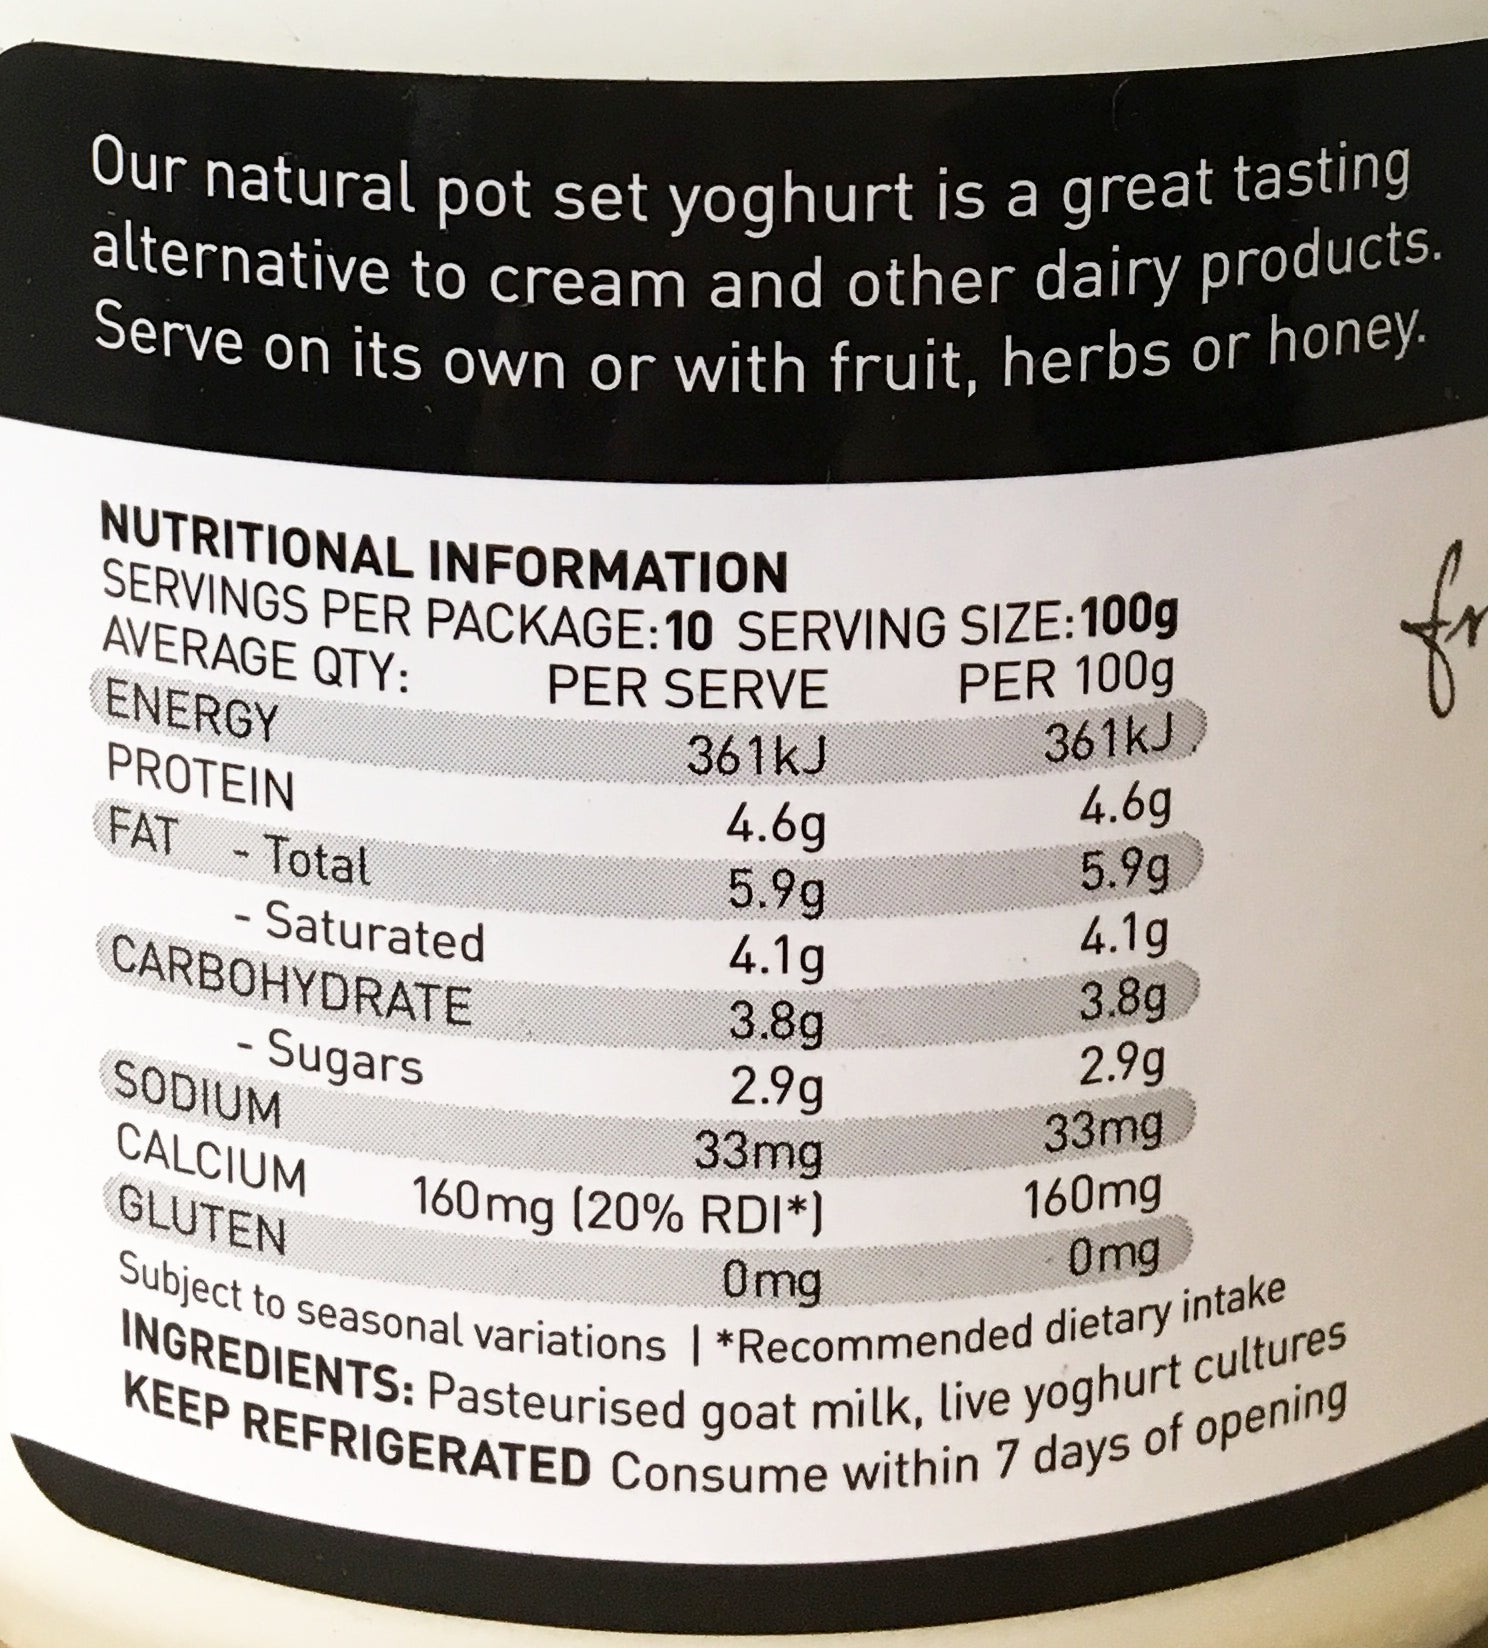 Our natural pot set yoghurt is a great tasting
alternative to cream and other dairy products.
Serve on its own or with fruit, herbs or honey.
NUTRITIONAL INFORMATION
SERVINGS PER PACKAGE:10 SERVING SIZE:100g
AVERAGE QTY: PER SERVE PER 100g
ENERGY 361kJ 361kJ
PROTEIN 4.6g 4.6g
FAT - Total 5.9g 5.9g
- Saturated 4.1g 4.1g
CARBOHYDRATE 3.8g 3.8g
- Sugars 2.9g 2.9g
SODIUM 33mg 33mg
CALCIUM 160mg (20% RDI*) 160mg
GLUTEN 0mg 0mg
Subject to seasonal variations | *Recommended dietary intake
INGREDIENTS: Pasteurised goat milk, live yoghurt cultures
KEEP REFRIGERATED Consume within 7 days of opening